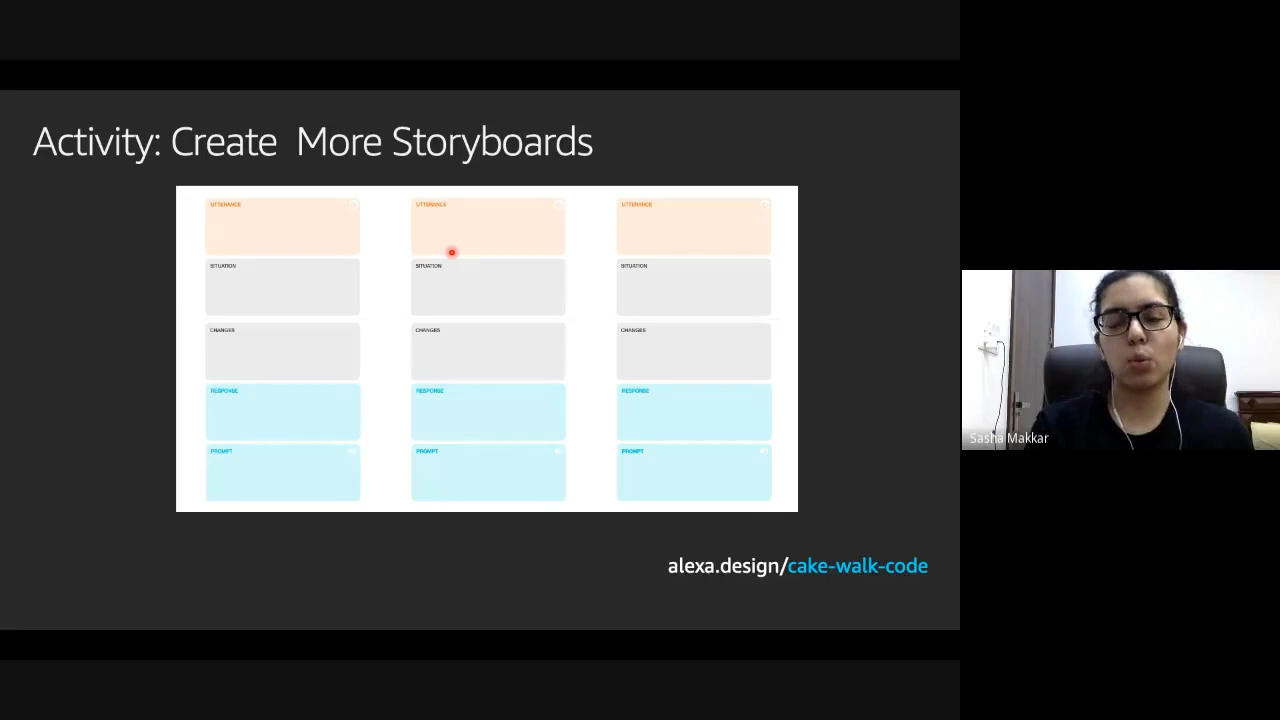 Activity: Create  More Storyboards
UTTERANCE UTTERANCE UTTERANCE
SITUATION SITUATION SITUATION
CHANGES CHANGES CHANGES
RESPONSE RESPONSE RESPONSE
PROMPT PROMPT PROMPT
Sasha Makkar
alexa.design/cake-walk-code